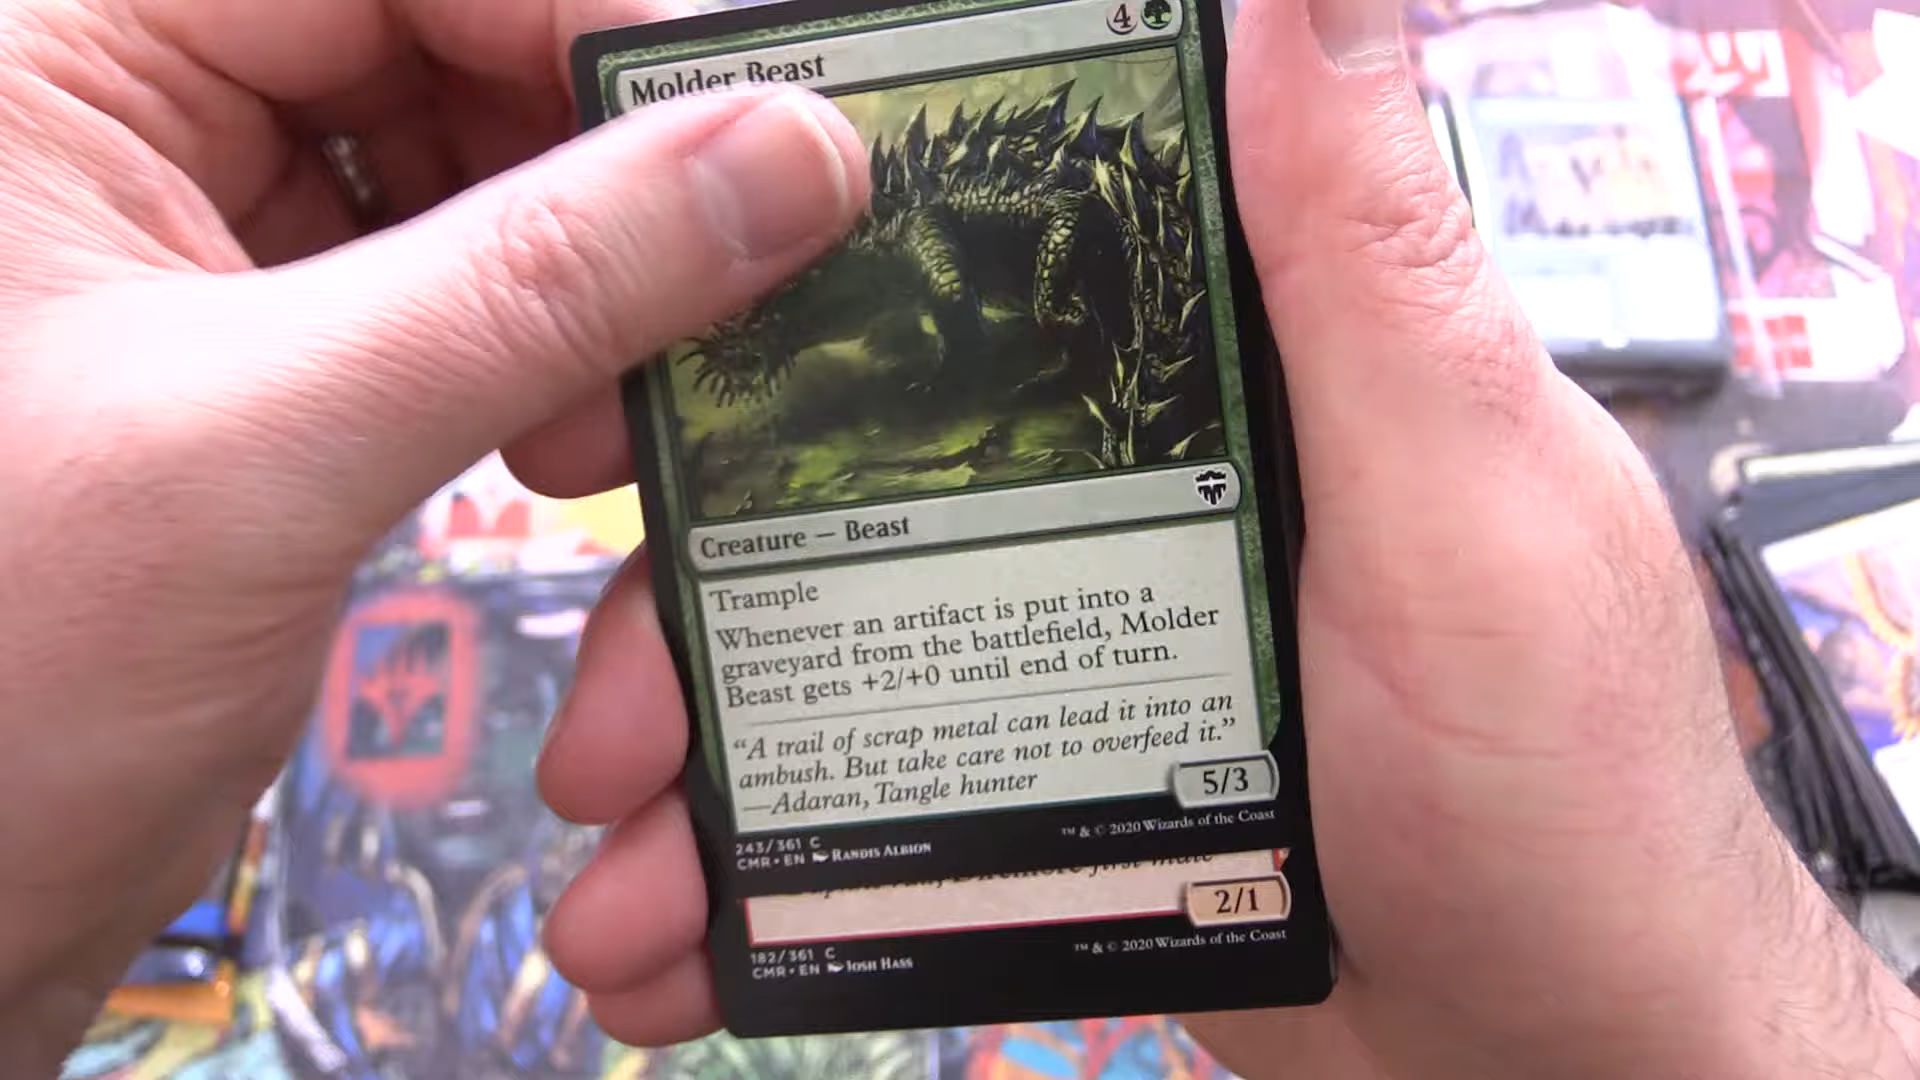 Molder Beast
4
Creature — Beast
Trample
Whenever an artifact is put into a
graveyard from the battlefield, Molder
Beast gets +2/+0 until end of turn.
“A trail of scrap metal can lead it into an
ambush. But take care not to overfeed it.”
—Adaran, Tangle hunter
5/3
243/361 C
CMR • EN Randis Albion
™ & © 2020 Wizards of the Coast
first mate
2/1
182/361 C
CMR • EN Josh Hass
™ & © 2020 Wizards of the Coast